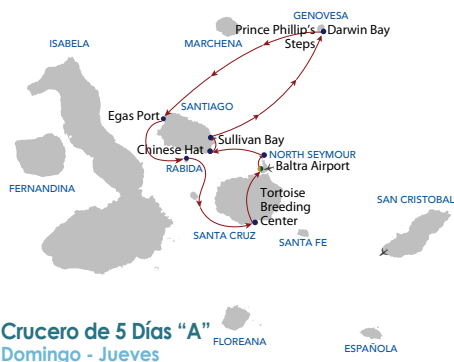 GENOVESA
Prince Phillip's Darwin Bay
Steps
MARCHENA
ISABELA
SANTIAGO
Egas Port
Sullivan Bay
Chinese Hat
NORTH SEYMOUR
RABIDA
Baltra Airport
FERNANDINA
Tortoise
Breeding
Center
SAN CRISTOBAL
SANTA CRUZ
SANTA FE
Crucero de 5 Días “A”
Domingo - Jueves
FLOREANA
ESPAÑOLA